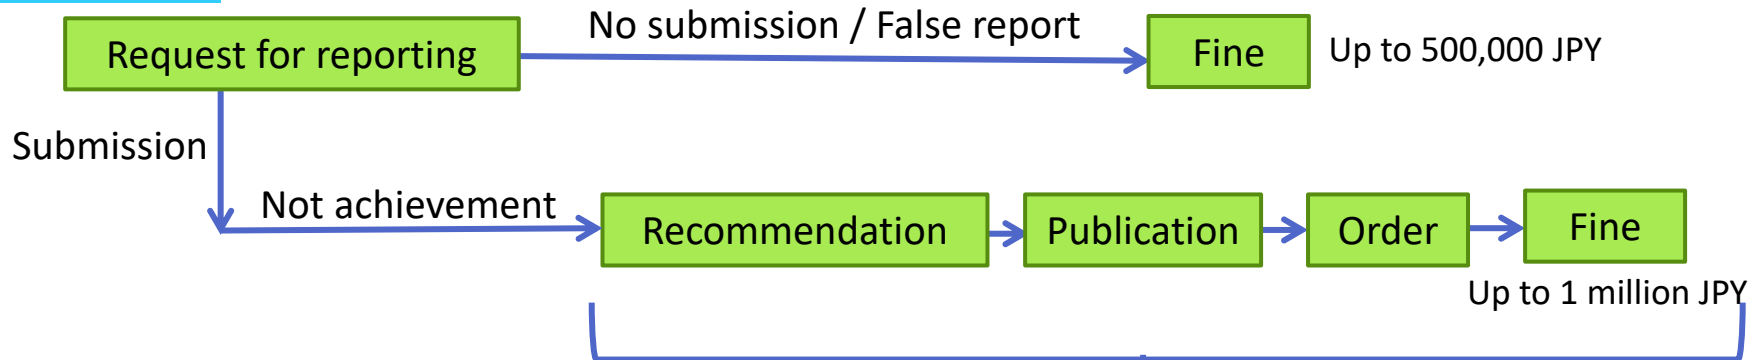 No submission / False report
Request for reporting
Fine
Up to 500,000 JPY
Submission
Not achievement
Recommendation
Publication
Order
Fine
Up to 1 million JPY